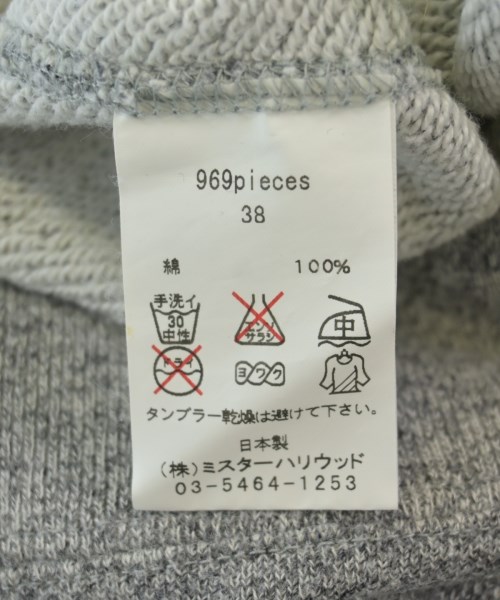 969pieces
38
綿 100%
手洗イ
30
中性
エンソ
サラシ
中
ドライ
ヨワク
タンブラー乾燥は避けて下さい。
日本製
(株)ミスターハリウッド
03-5464-1253